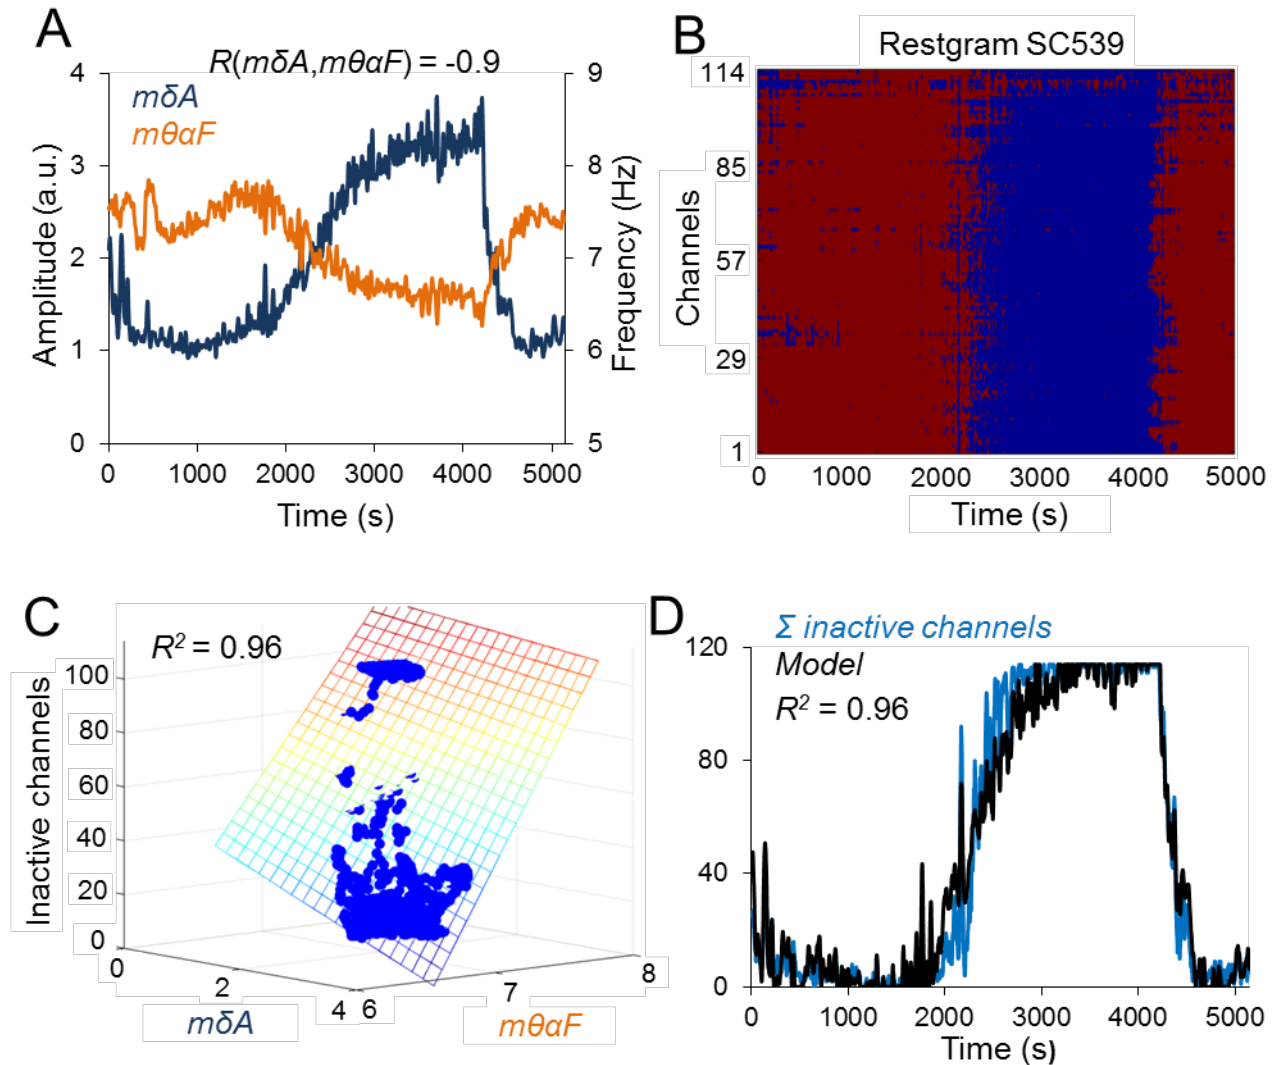 A
R(mδA,mθαF) = -0.9
mδA
mθαF
4
3
2
1
0
Amplitude (a.u.)
9
8
7
6
5
Frequency (Hz)
0 1000 2000 3000 4000 5000
Time (s)
B
Restgram SC539
114
85
57
29
1
Channels
0 1000 2000 3000 4000 5000
Time (s)
C
R² = 0.96
100
80
60
40
20
0
Inactive channels
0 2 4
mδA
6 7 8
mθαF
D
Σ inactive channels
Model
R² = 0.96
120
80
40
0
0 1000 2000 3000 4000 5000
Time (s)